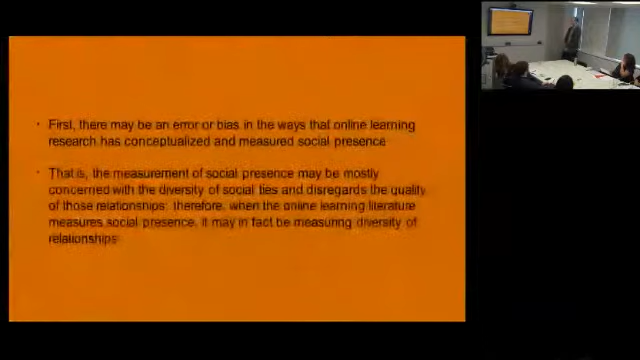 · First, there may be an error or bias in the ways that online learning
research has conceptualized and measured social presence
· That is, the measurement of social presence may be mostly
concerned with the diversity of social ties and disregards the quality
of those relationships; therefore, when the online learning literature
measures social presence, it may in fact be measuring diversity of
relationships